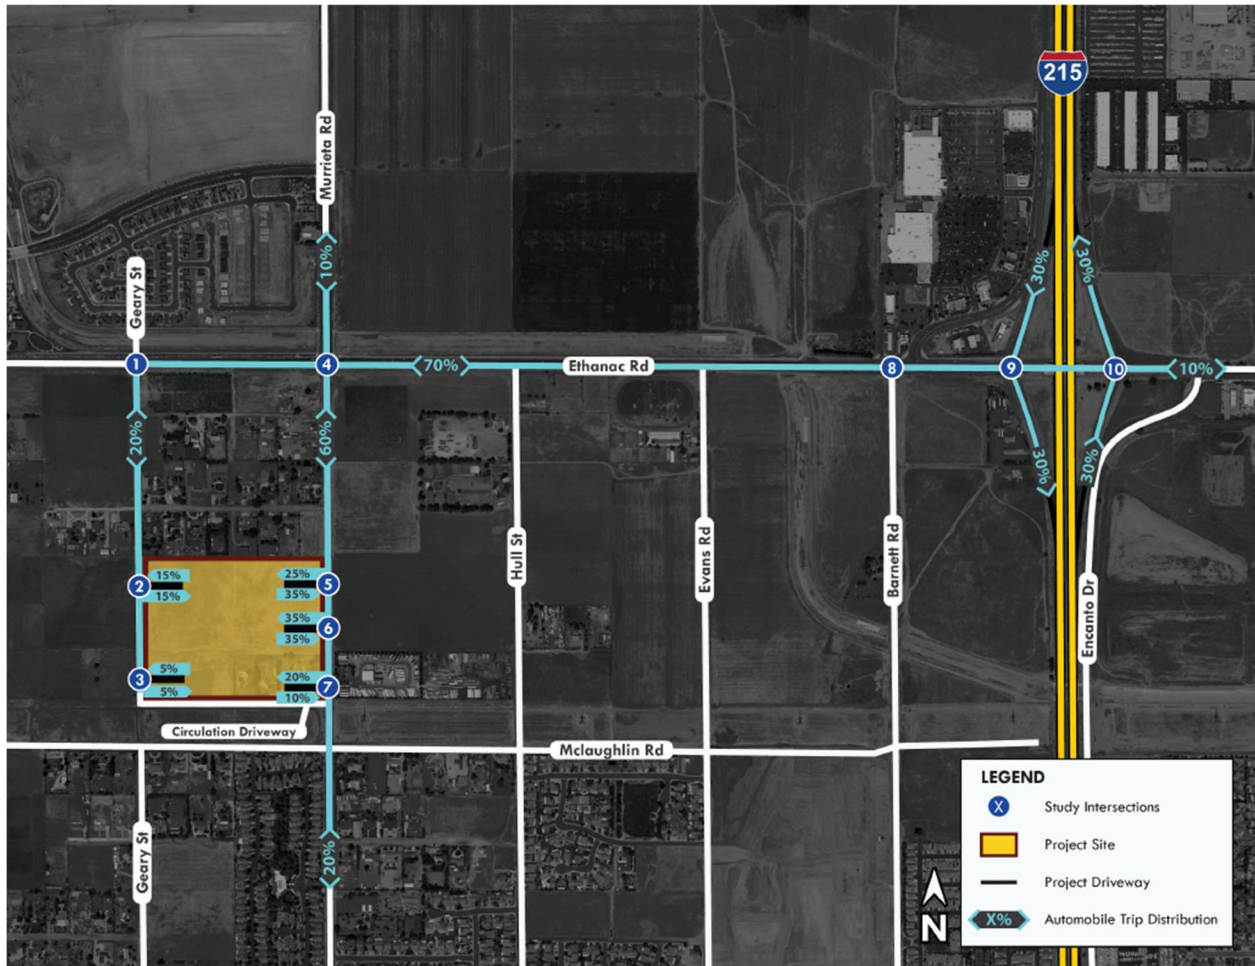 215
Murrieta Rd
Geary St
10%
30%
30%
1
4
70%
Ethanac Rd
8
9
10
10%
20%
60%
30%
30%
Hull St
Evans Rd
Barnett Rd
Encanto Dr
2
15%
15%
25%
35%
5
35%
35%
6
3
5%
5%
20%
10%
7
Circulation Driveway
Mclaughlin Rd
Geary St
20%
N
LEGEND
X Study Intersections
Project Site
Project Driveway
X% Automobile Trip Distribution